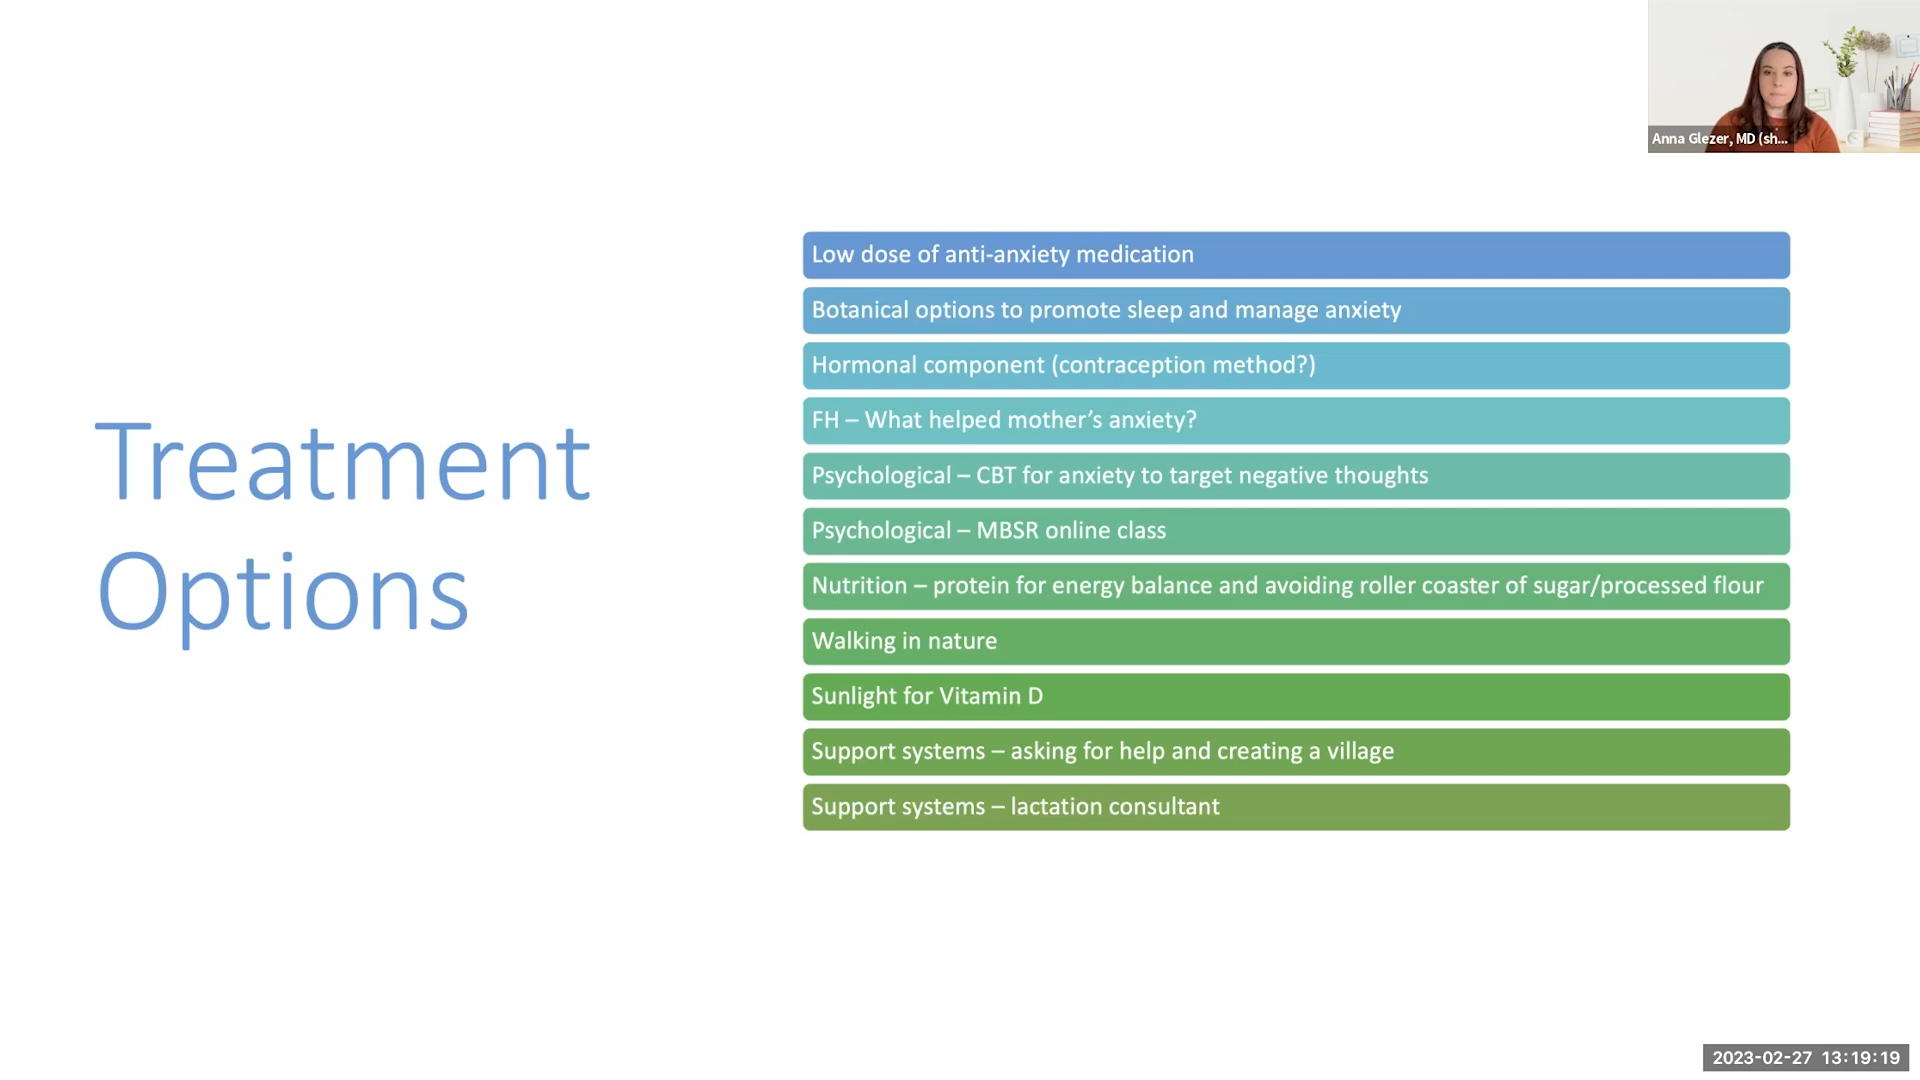 Anna Glezer, MD (sh...
Treatment
Options
Low dose of anti-anxiety medication
Botanical options to promote sleep and manage anxiety
Hormonal component (contraception method?)
FH – What helped mother’s anxiety?
Psychological – CBT for anxiety to target negative thoughts
Psychological – MBSR online class
Nutrition – protein for energy balance and avoiding roller coaster of sugar/processed flour
Walking in nature
Sunlight for Vitamin D
Support systems – asking for help and creating a village
Support systems – lactation consultant
2023-02-27 13:19:19